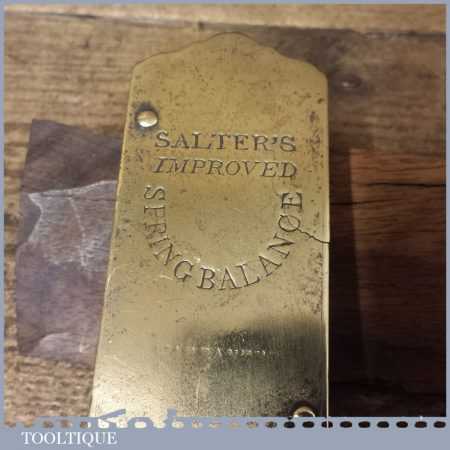 SALTER'S
IMPROVED
SPRING BALANCE
TOOLTIQUE